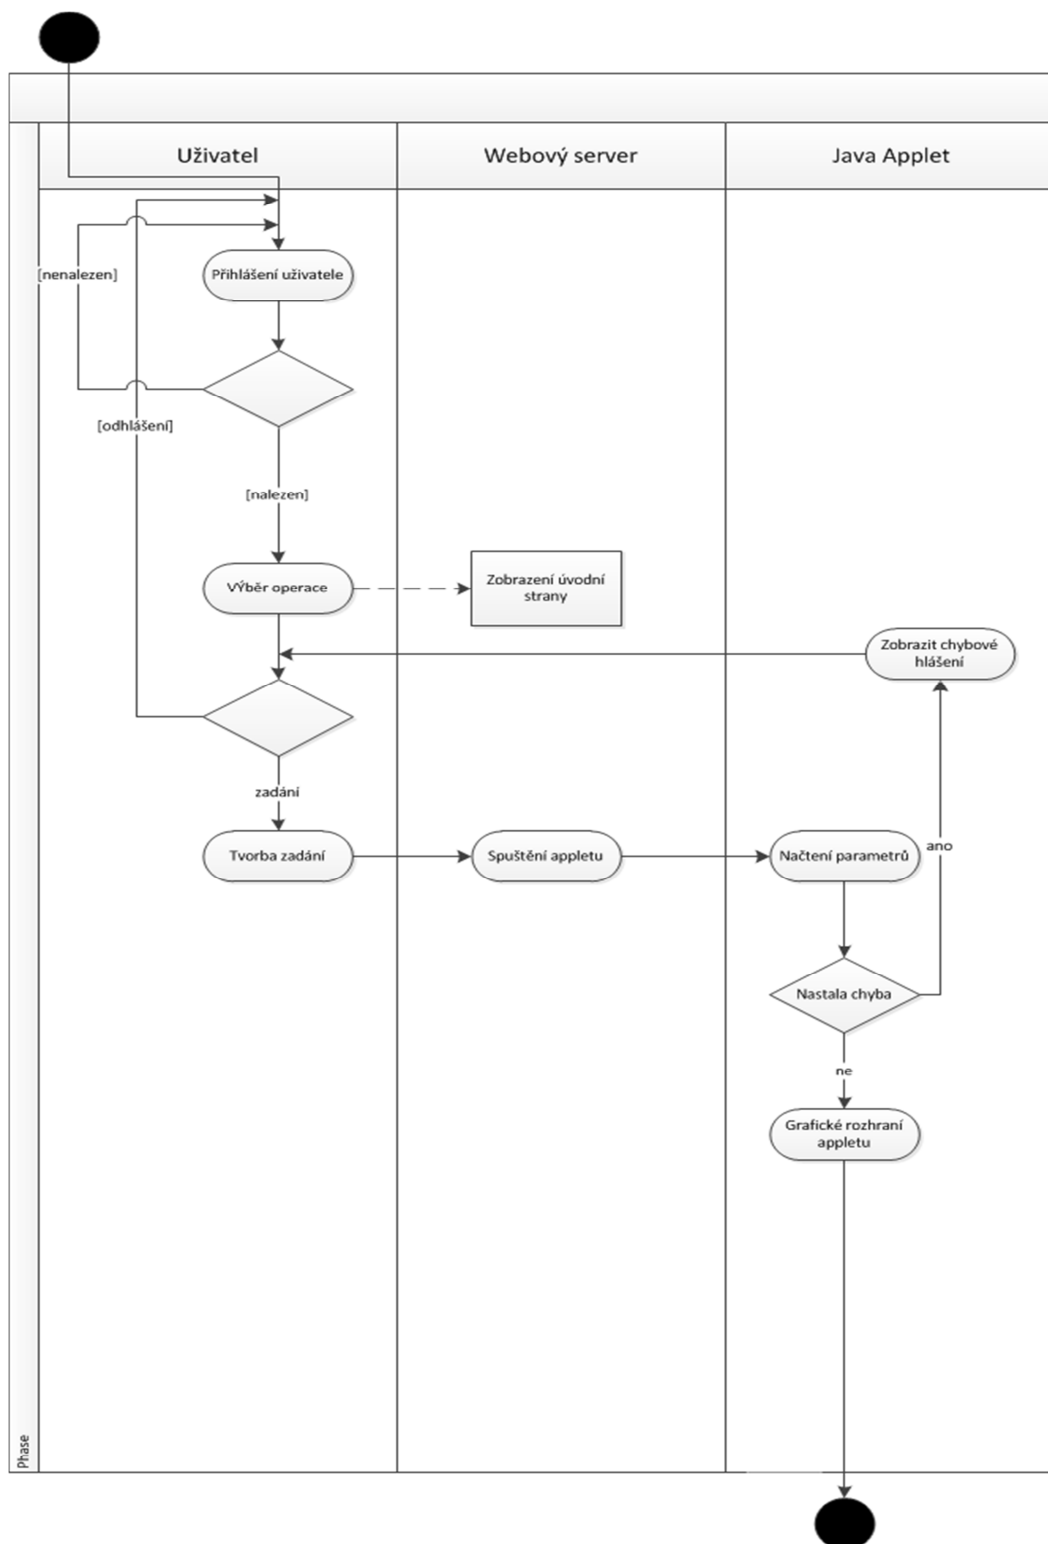 Uživatel
Webový server
Java Applet
Přihlášení uživatele
[nenalezen]
[odhlášení]
[nalezen]
VÝběr operace
Zobrazení úvodní
strany
Zobrazit chybové
hlášení
zadání
Tvorba zadání
Spuštění appletu
Načtení parametrů
ano
Nastala chyba
ne
Grafické rozhraní
appletu
Phase